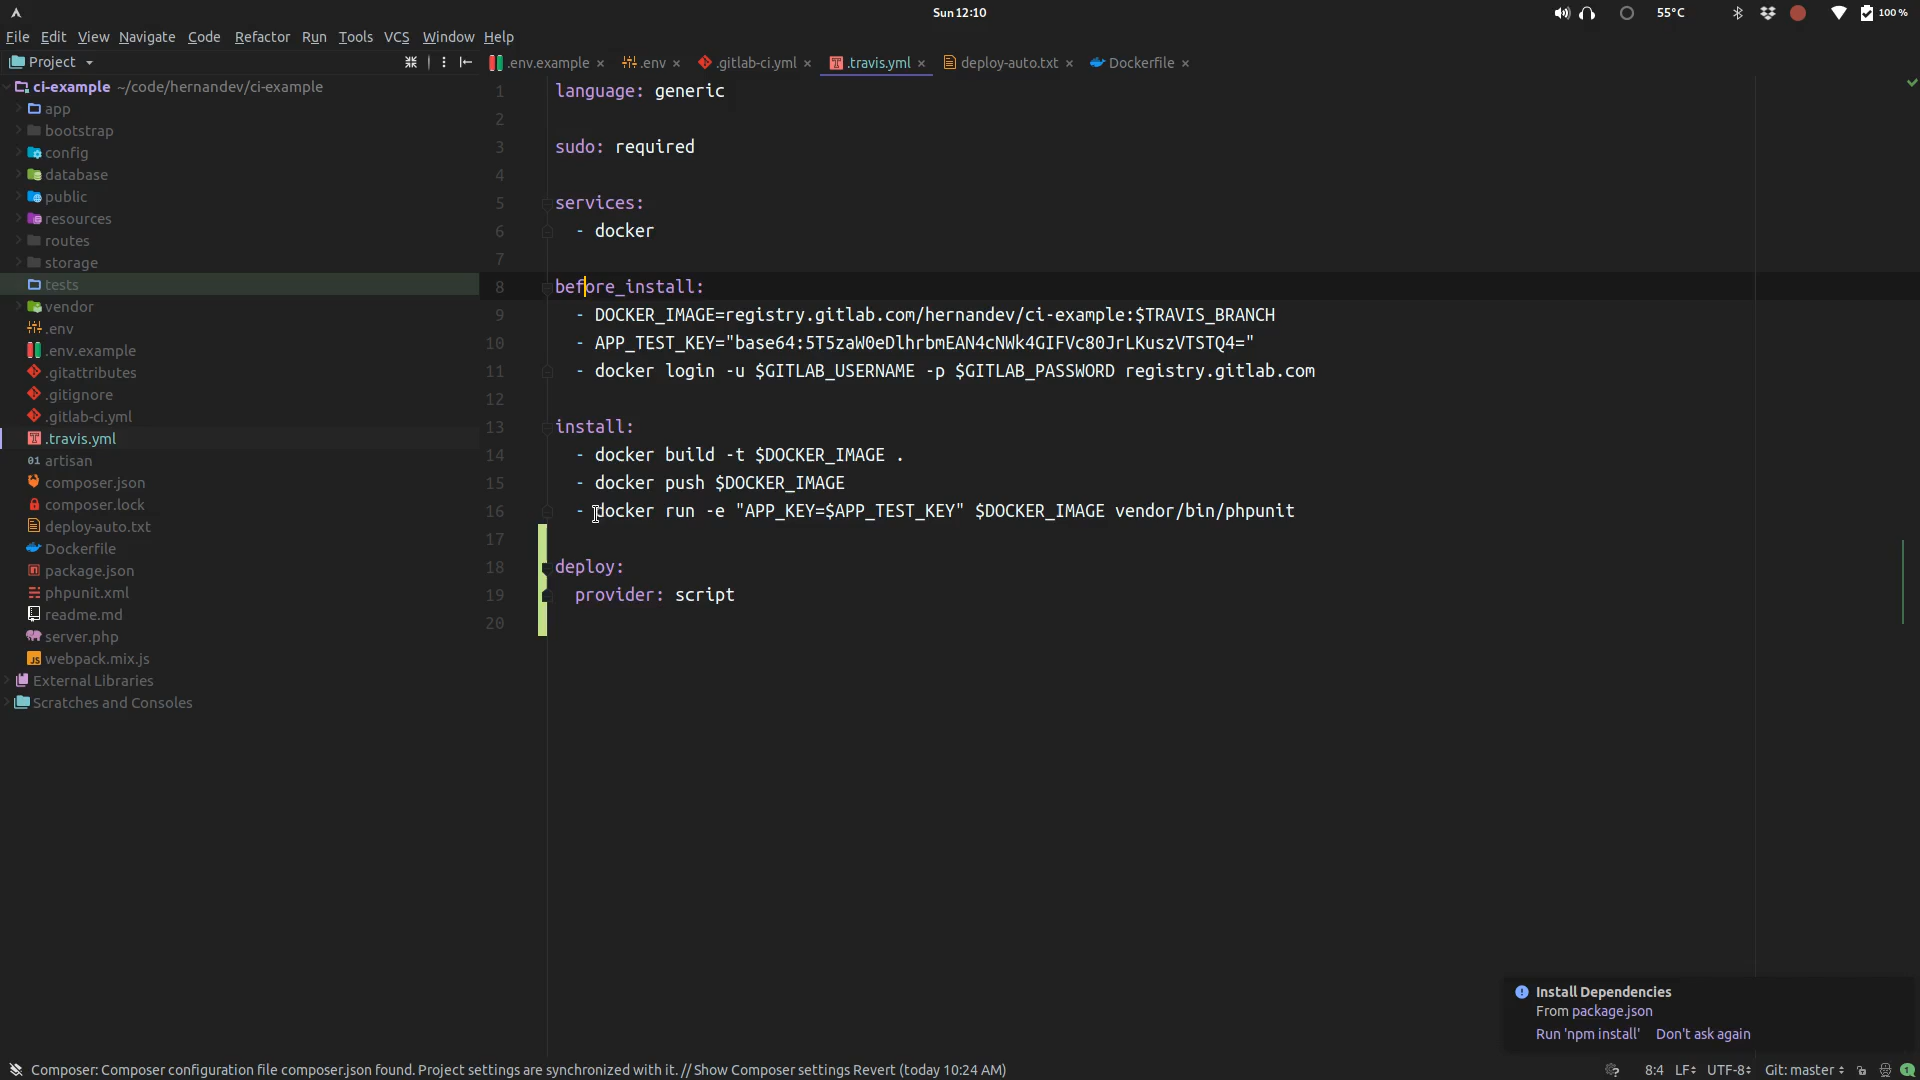 Sun 12:10
55°C
100 %
File Edit View Navigate Code Refactor Run Tools VCS Window Help
Project
.env.example
.env
.gitlab-ci.yml
.travis.yml
deploy-auto.txt
Dockerfile
ci-example ~/code/hernandev/ci-example
app
bootstrap
config
database
public
resources
routes
storage
tests
vendor
.env
.env.example
.gitattributes
.gitignore
.gitlab-ci.yml
.travis.yml
artisan
composer.json
composer.lock
deploy-auto.txt
Dockerfile
package.json
phpunit.xml
readme.md
server.php
webpack.mix.js
External Libraries
Scratches and Consoles
1 language: generic
2
3 sudo: required
4
5 services:
6 - docker
7
8 before_install:
9 - DOCKER_IMAGE=registry.gitlab.com/hernandev/ci-example:$TRAVIS_BRANCH
10 - APP_TEST_KEY="base64:5T5zaW0eDlhrbmEAN4cNWk4GIFVc80JrLKuszVTSTQ4="
11 - docker login -u $GITLAB_USERNAME -p $GITLAB_PASSWORD registry.gitlab.com
12
13 install:
14 - docker build -t $DOCKER_IMAGE .
15 - docker push $DOCKER_IMAGE
16 - docker run -e "APP_KEY=$APP_TEST_KEY" $DOCKER_IMAGE vendor/bin/phpunit
17
18 deploy:
19 provider: script
20
Install Dependencies
From package.json
Run 'npm install' Don't ask again
Composer: Composer configuration file composer.json found. Project settings are synchronized with it. // Show Composer settings Revert (today 10:24 AM)
8:4 LF UTF-8 Git: master 1